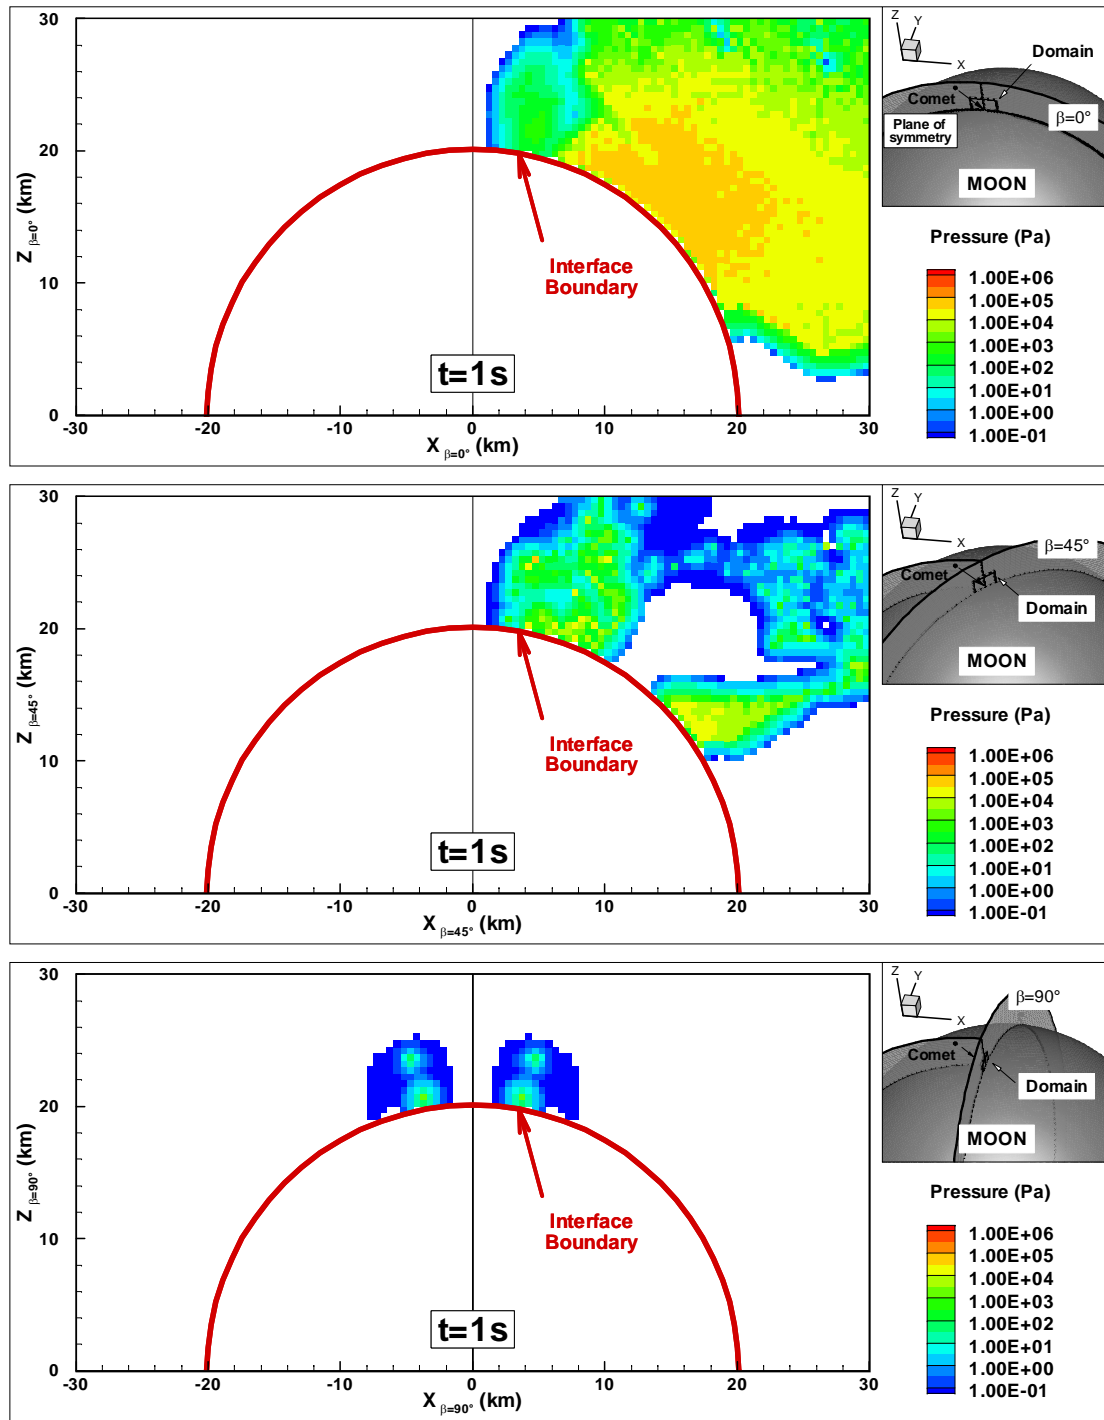 30
20
10
0
Z β=0° (km)
-30 -20 -10 0 10 20 30
X β=0° (km)
Interface
Boundary
t=1s
Z
Y
X
Domain
Comet
β=0°
Plane of
symmetry
MOON
Pressure (Pa)
1.00E+06
1.00E+05
1.00E+04
1.00E+03
1.00E+02
1.00E+01
1.00E+00
1.00E-01
30
20
10
0
Z β=45° (km)
-30 -20 -10 0 10 20 30
X β=45° (km)
Interface
Boundary
t=1s
Z
Y
X
β=45°
Comet
Domain
MOON
Pressure (Pa)
1.00E+06
1.00E+05
1.00E+04
1.00E+03
1.00E+02
1.00E+01
1.00E+00
1.00E-01
30
20
10
0
Z β=90° (km)
-30 -20 -10 0 10 20 30
X β=90° (km)
Interface
Boundary
t=1s
Z
Y
X
β=90°
Comet
Domain
MOON
Pressure (Pa)
1.00E+06
1.00E+05
1.00E+04
1.00E+03
1.00E+02
1.00E+01
1.00E+00
1.00E-01